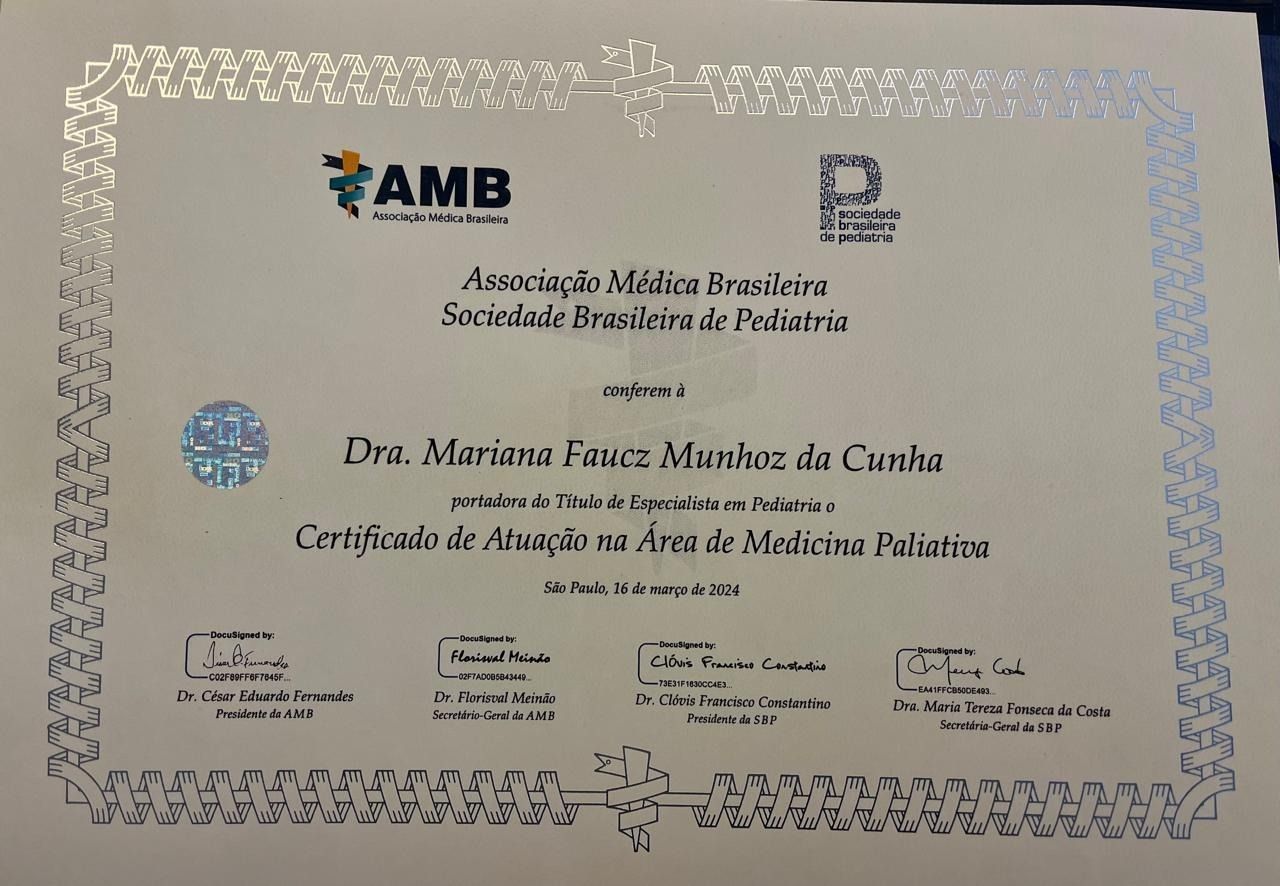 AMB
Associação Médica Brasileira
sociedade
brasileira
de pediatria
Associação Médica Brasileira
Sociedade Brasileira de Pediatria
conferem à
Dra. Mariana Faucz Munhoz da Cunha
portadora do Título de Especialista em Pediatria o
Certificado de Atuação na Área de Medicina Paliativa
São Paulo, 16 de março de 2024
DocuSigned by:
C02F89FF6F7645F...
Dr. César Eduardo Fernandes
Presidente da AMB
DocuSigned by:
Florisval Meinão
02F7AD0B5B43449...
Dr. Florisval Meinão
Secretário-Geral da AMB
DocuSigned by:
Clóvis Francisco Constantino
73E31F1630CC4E3...
Dr. Clóvis Francisco Constantino
Presidente da SBP
DocuSigned by:
EA41FFCB50DE493...
Dra. Maria Tereza Fonseca da Costa
Secretária-Geral da SBP